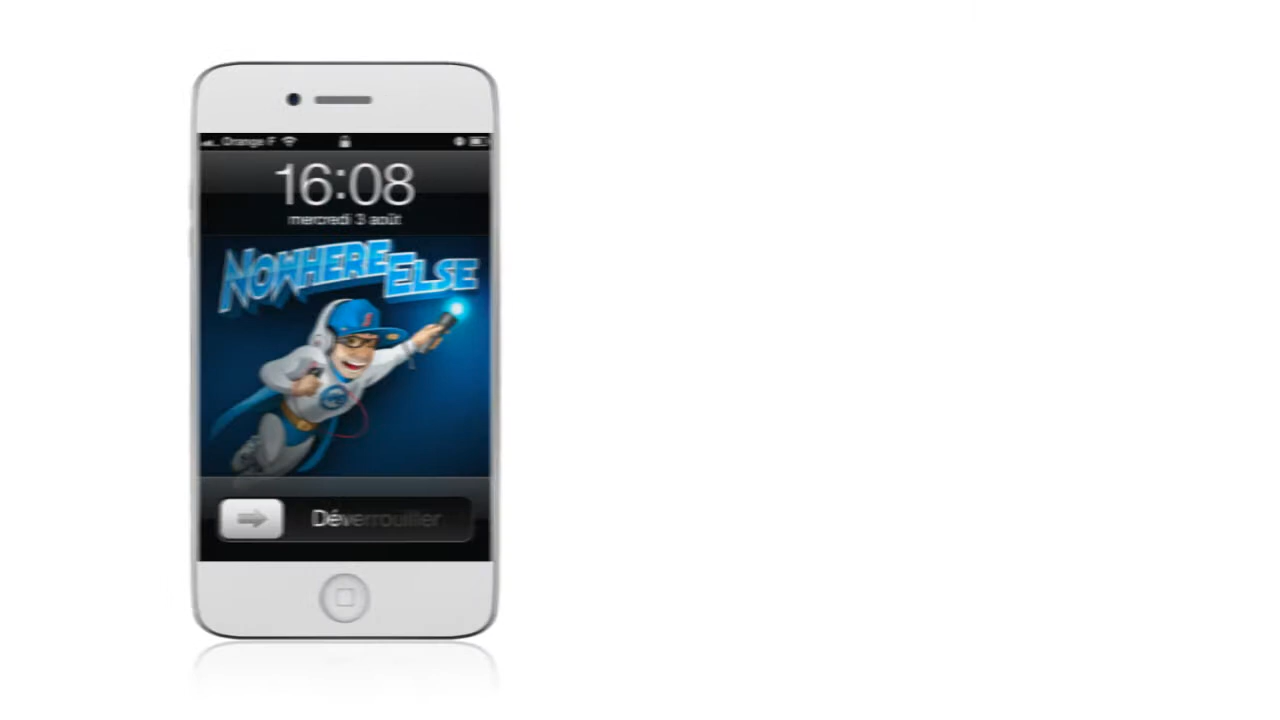 Orange F
16:08
mercredi 3 août
NOWHERE ELSE
Déverrouiller